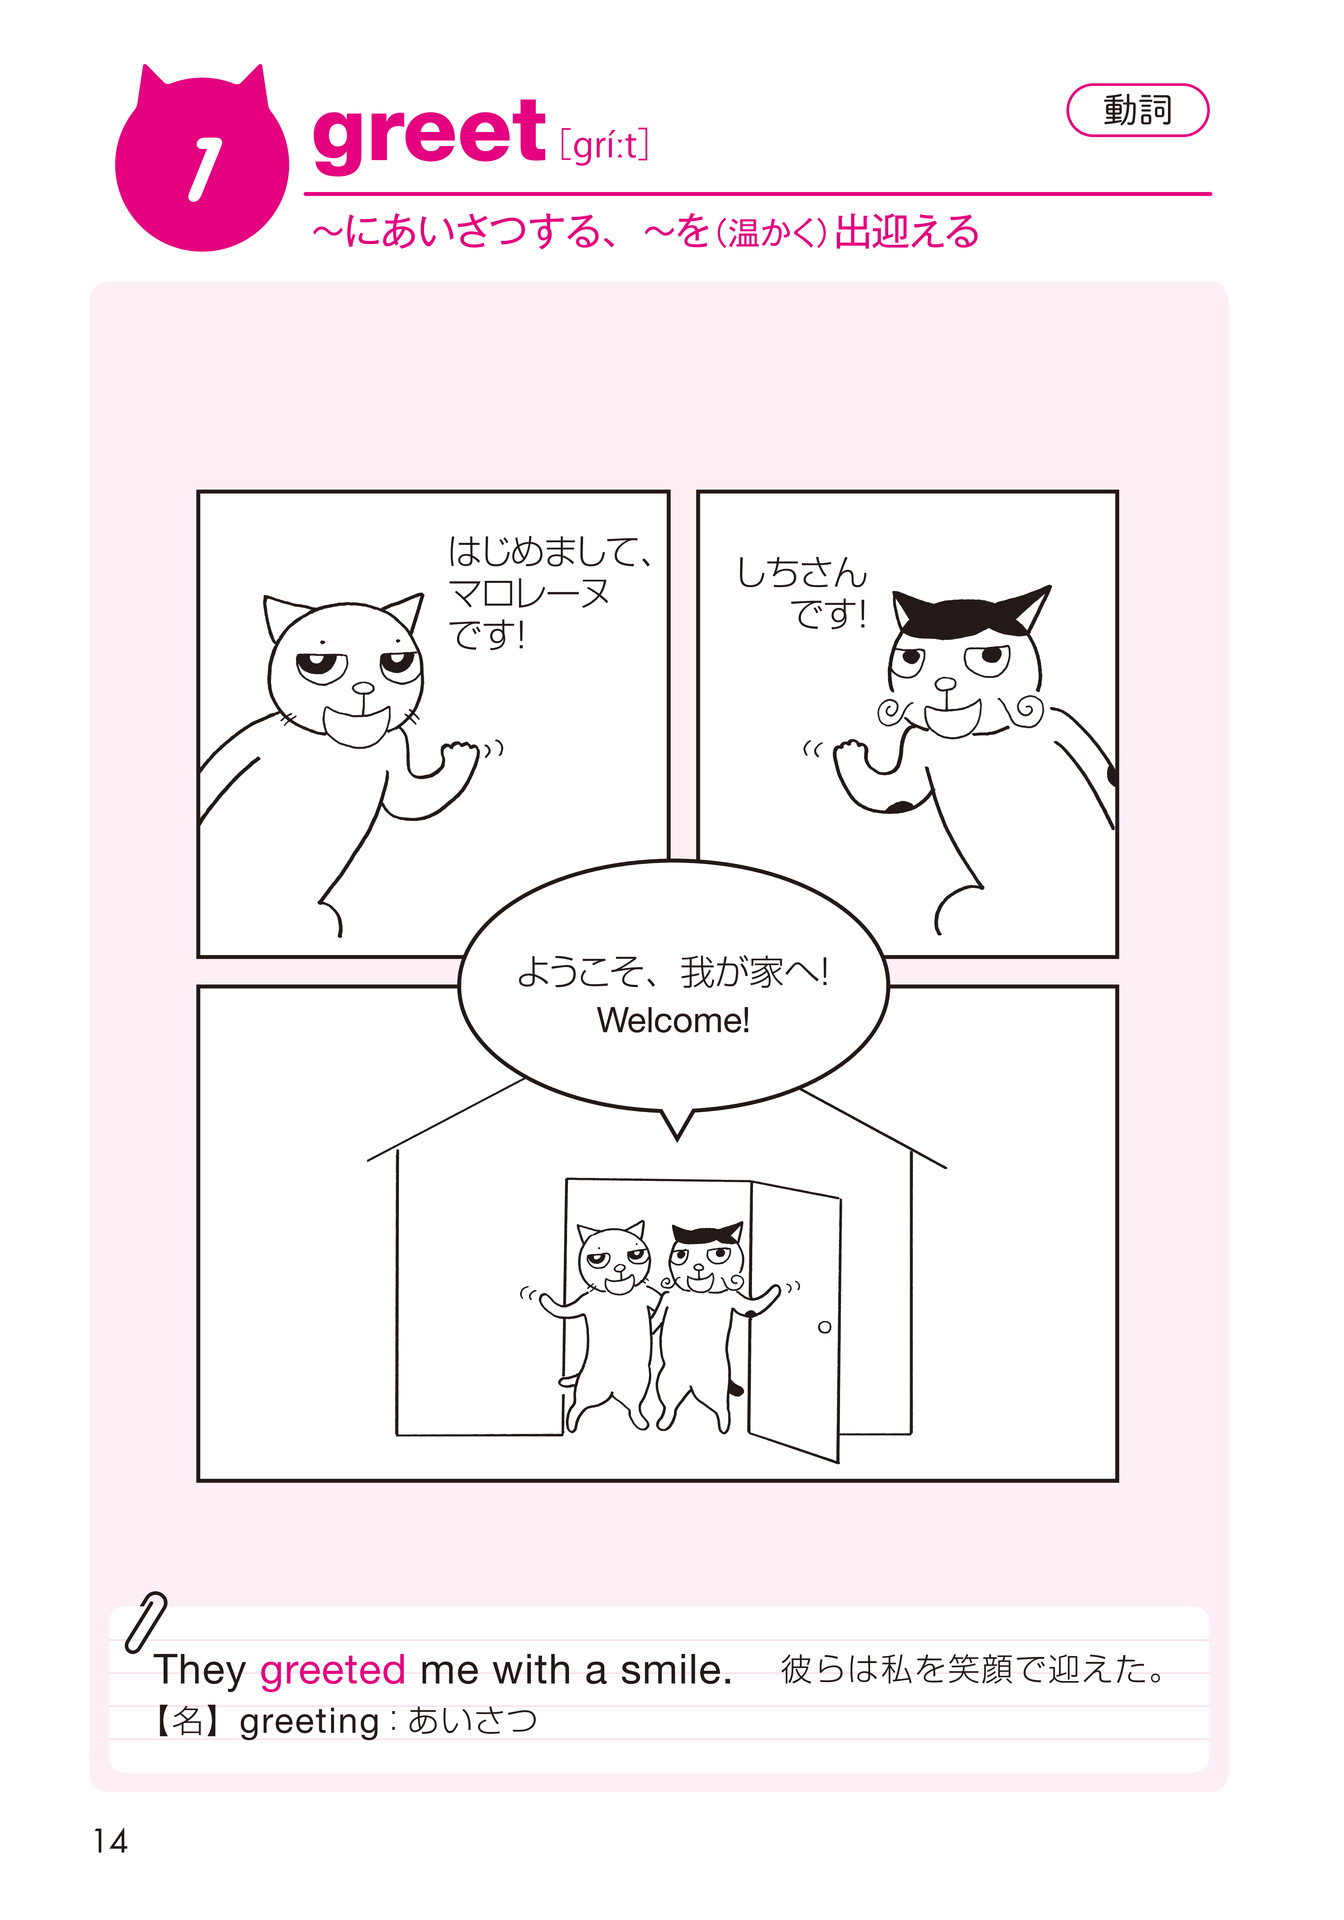 1
greet [gríːt]
動詞
〜にあいさつする、〜を(温かく)出迎える
はじめまして、
マロレーヌ
です!
しちさん
です!
ようこそ、我が家へ!
Welcome!
They greeted me with a smile. 彼らは私を笑顔で迎えた。
【名】greeting:あいさつ
14